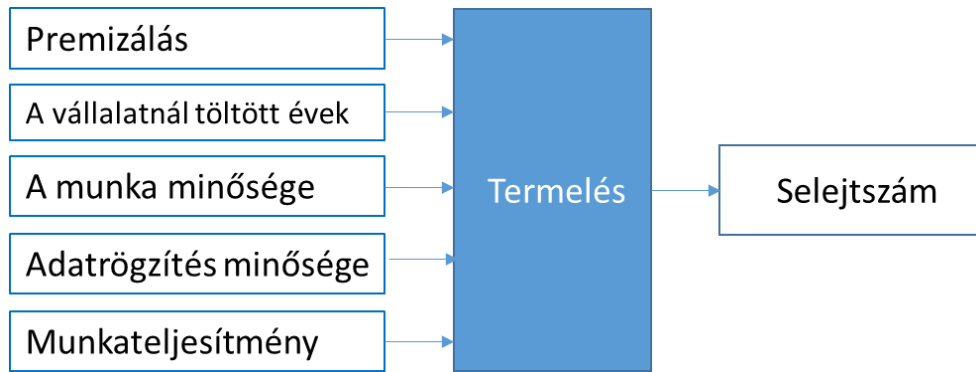 Premizálás
A vállalatnál töltött évek
A munka minősége
Adatrögzítés minősége
Munkateljesítmény
Termelés
Selejtszám